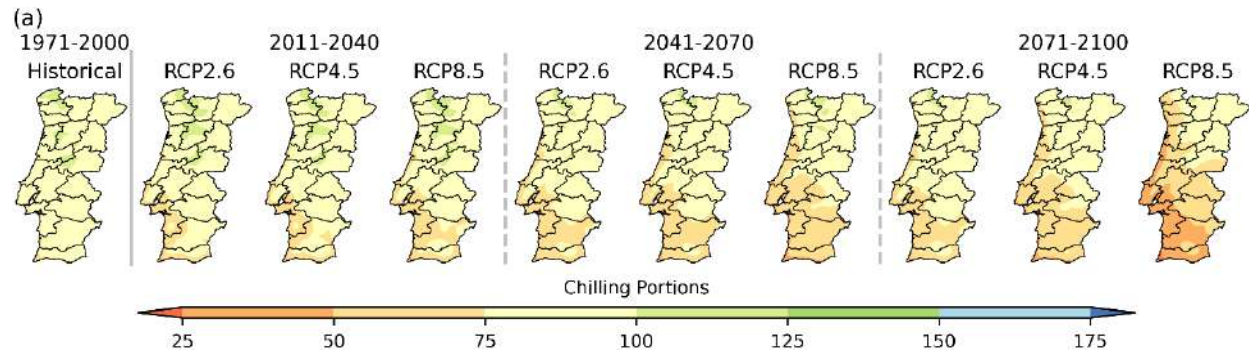 (a)
1971-2000 2011-2040 2041-2070 2071-2100
Historical RCP2.6 RCP4.5 RCP8.5 RCP2.6 RCP4.5 RCP8.5 RCP2.6 RCP4.5 RCP8.5
Chilling Portions
25 50 75 100 125 150 175